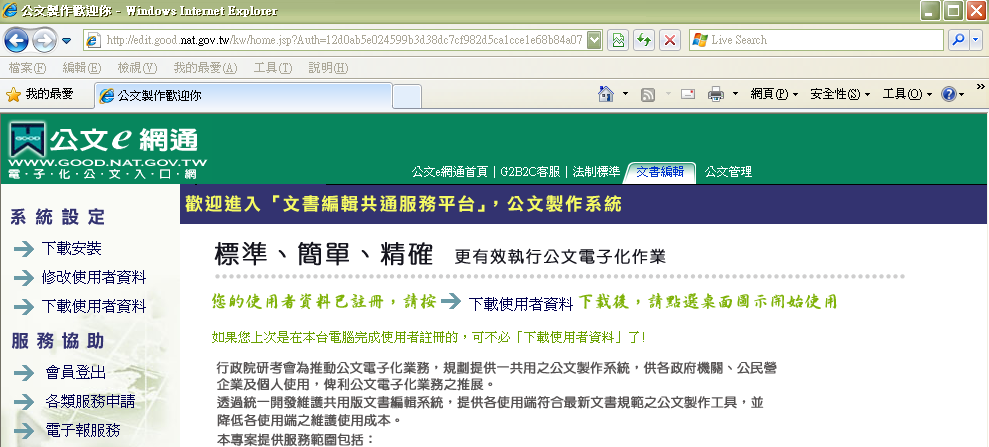 公文製作歡迎你 - Windows Internet Explorer
http://edit.good.nat.gov.tw/kw/home.jsp?Auth=12d0ab5e024599b3d38dc7cf982d5ca1cce1e68b84a07
Live Search
檔案(F) 編輯(E) 檢視(V) 我的最愛(A) 工具(T) 說明(H)
我的最愛 公文製作歡迎你 網頁(P) 安全性(S) 工具(O)
公文e網通
WWW.GOOD.NAT.GOV.TW
電‧子‧化‧公‧文‧入‧口‧網
公文e網通首頁 | G2B2C客服 | 法制標準 文書編輯 公文管理
歡迎進入「文書編輯共通服務平台」，公文製作系統
系統設定
下載安裝
修改使用者資料
下載使用者資料
服務協助
會員登出
各類服務申請
電子報服務
標準、簡單、精確 更有效執行公文電子化作業
您的使用者資料已註冊，請按 下載使用者資料 下載後，請點選桌面圖示開始使用
如果您上次是在本台電腦完成使用者註冊的，可不必「下載使用者資料」了!
行政院研考會為推動公文電子化業務，規劃提供一共用之公文製作系統，供各政府機關、公民營
企業及個人使用，俾利公文電子化業務之推展。
透過統一開發維護共用版文書編輯系統，提供各使用端符合最新文書規範之公文製作工具，並
降低各使用端之維護使用成本。
本專案提供服務範圍包括：